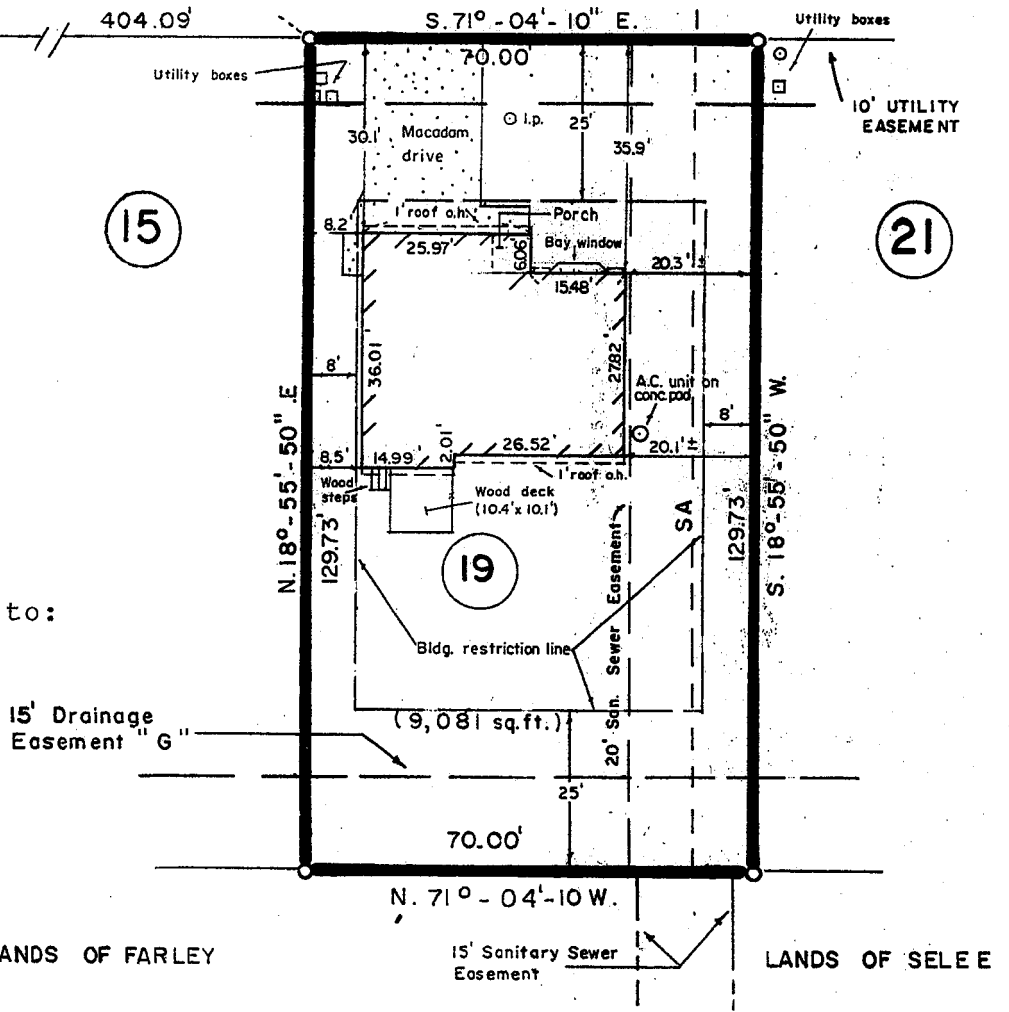 404.09'
S. 71° - 04' - 10" E.
Utility boxes
70.00'
Utility boxes
10' UTILITY
EASEMENT
i.p.
25'
30.1'
Macadam
drive
35.9'
15
21
8.2'
1' roof o.h.
Porch
25.97'
6.06'
Bay window
20.3' ±
15.48'
36.01'
27.82'
8'
A.C. unit on
conc. pad
8'
N. 18° - 55' - 50" E
S. 18° - 55' - 50" W.
8.5'
14.99'
2.01'
26.52'
20.1' ±
1' roof o.h.
Wood
steps
Wood deck
(10.4' x 10.1')
129.73'
SA
129.73'
19
to:
20' San. Sewer Easement
Bldg. restriction line
15' Drainage
Easement "G"
(9,081 sq. ft.)
25'
70.00'
N. 71° - 04' - 10 W.
ANDS OF FARLEY
15' Sanitary Sewer
Easement
LANDS OF SELEE